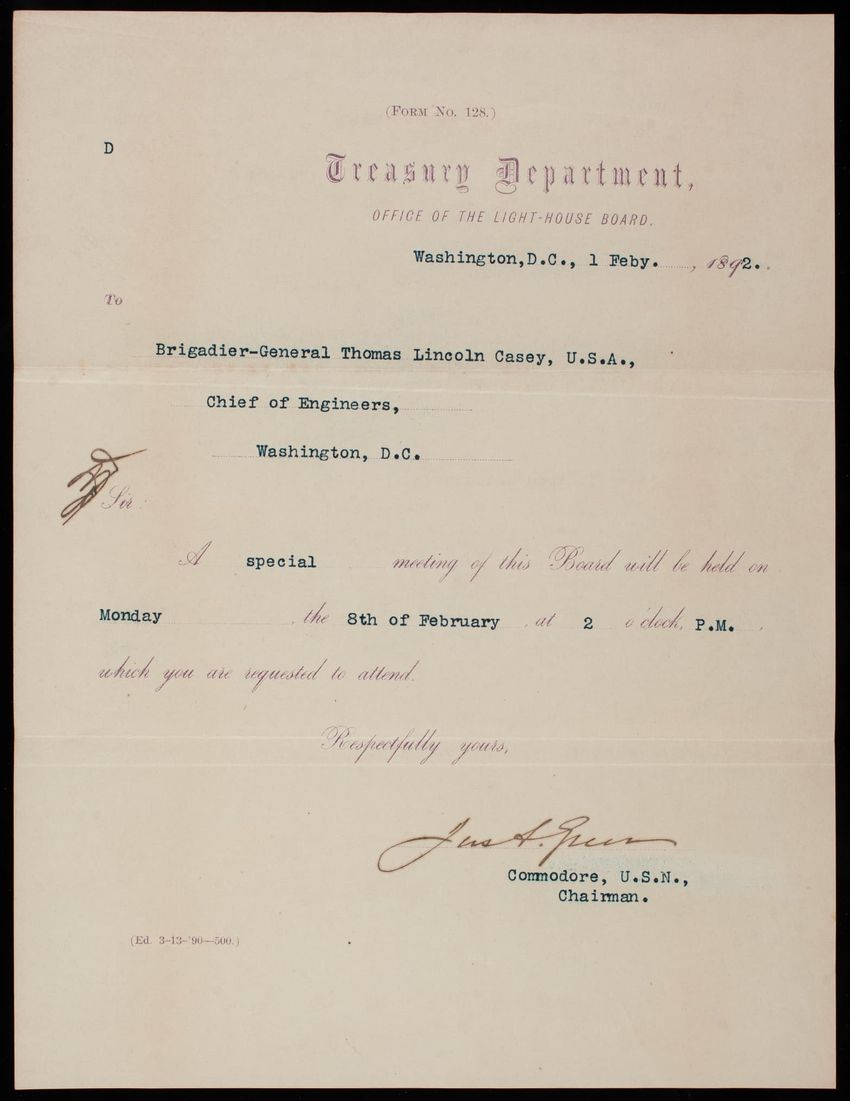 (FORM No. 128.)
D
Treasury Department,
OFFICE OF THE LIGHT-HOUSE BOARD.
Washington, D.C., 1 Feby. , 1892.
To
Brigadier-General Thomas Lincoln Casey, U.S.A.,
Chief of Engineers,
Washington, D.C.
Sir:
A special meeting of this Board will be held on
Monday , the 8th of February , at 2 o'clock, P.M. ,
which you are requested to attend.
Respectfully yours,
Jas A. Greer
Commodore, U.S.N.,
Chairman.
(Ed. 3-13-'90—500.)